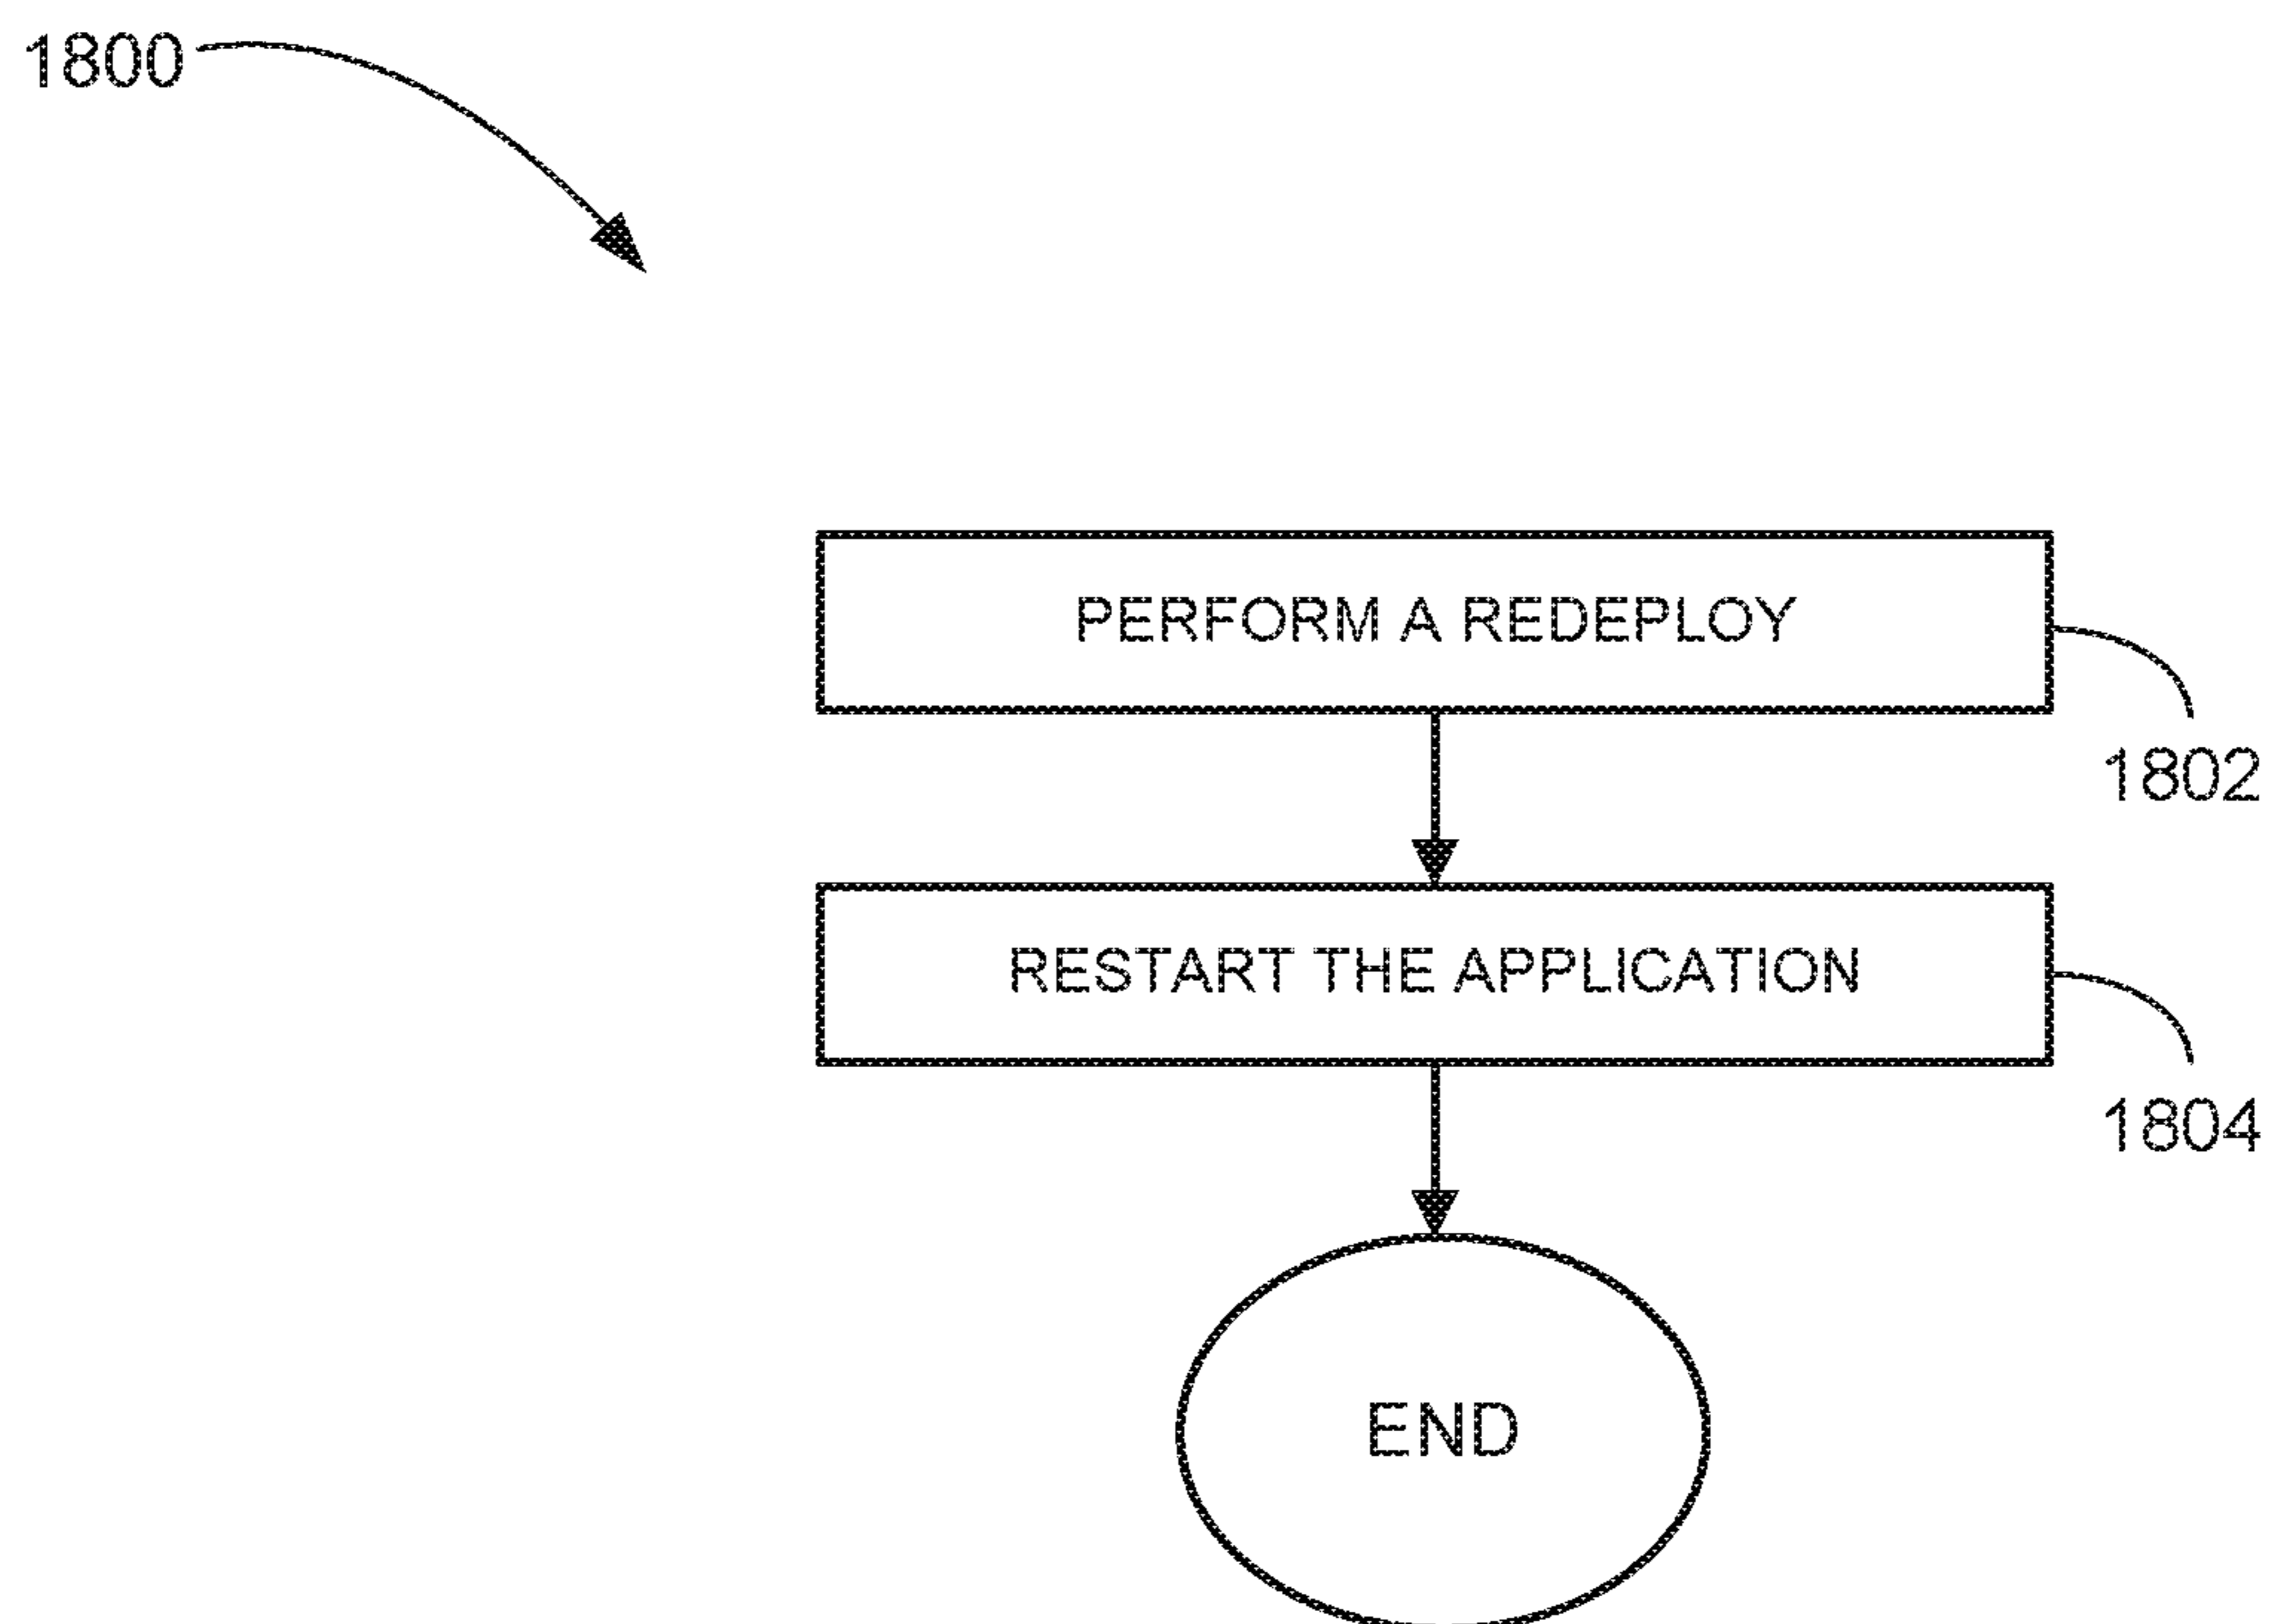 1800
PERFORM A REDEPLOY
1802
RESTART THE APPLICATION
1804
END